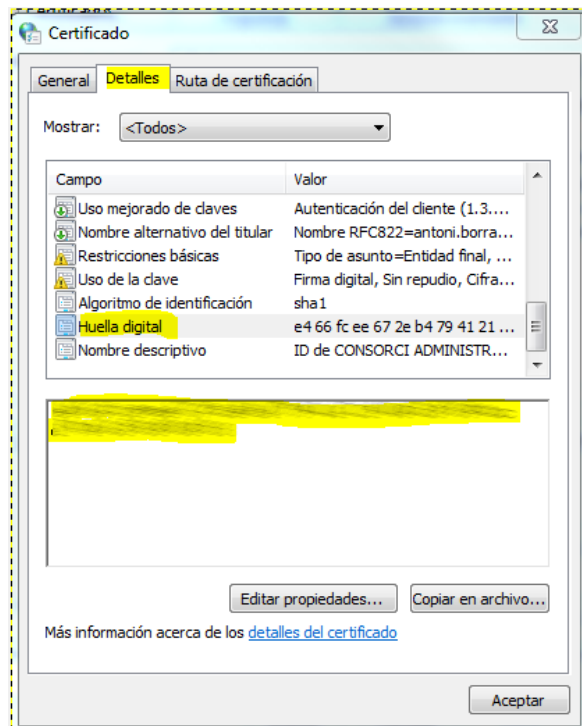 Certificado
General Detalles Ruta de certificación
Mostrar: <Todos>
Campo Valor
Uso mejorado de claves Autenticación del cliente (1.3....
Nombre alternativo del titular Nombre RFC822=antoni.borra...
Restricciones básicas Tipo de asunto=Entidad final, ...
Uso de la clave Firma digital, Sin repudio, Cifra...
Algoritmo de identificación sha1
Huella digital e4 66 fc ee 67 2e b4 79 41 21 ...
Nombre descriptivo ID de CONSORCI ADMINISTR...
Editar propiedades... Copiar en archivo...
Más información acerca de los detalles del certificado
Aceptar